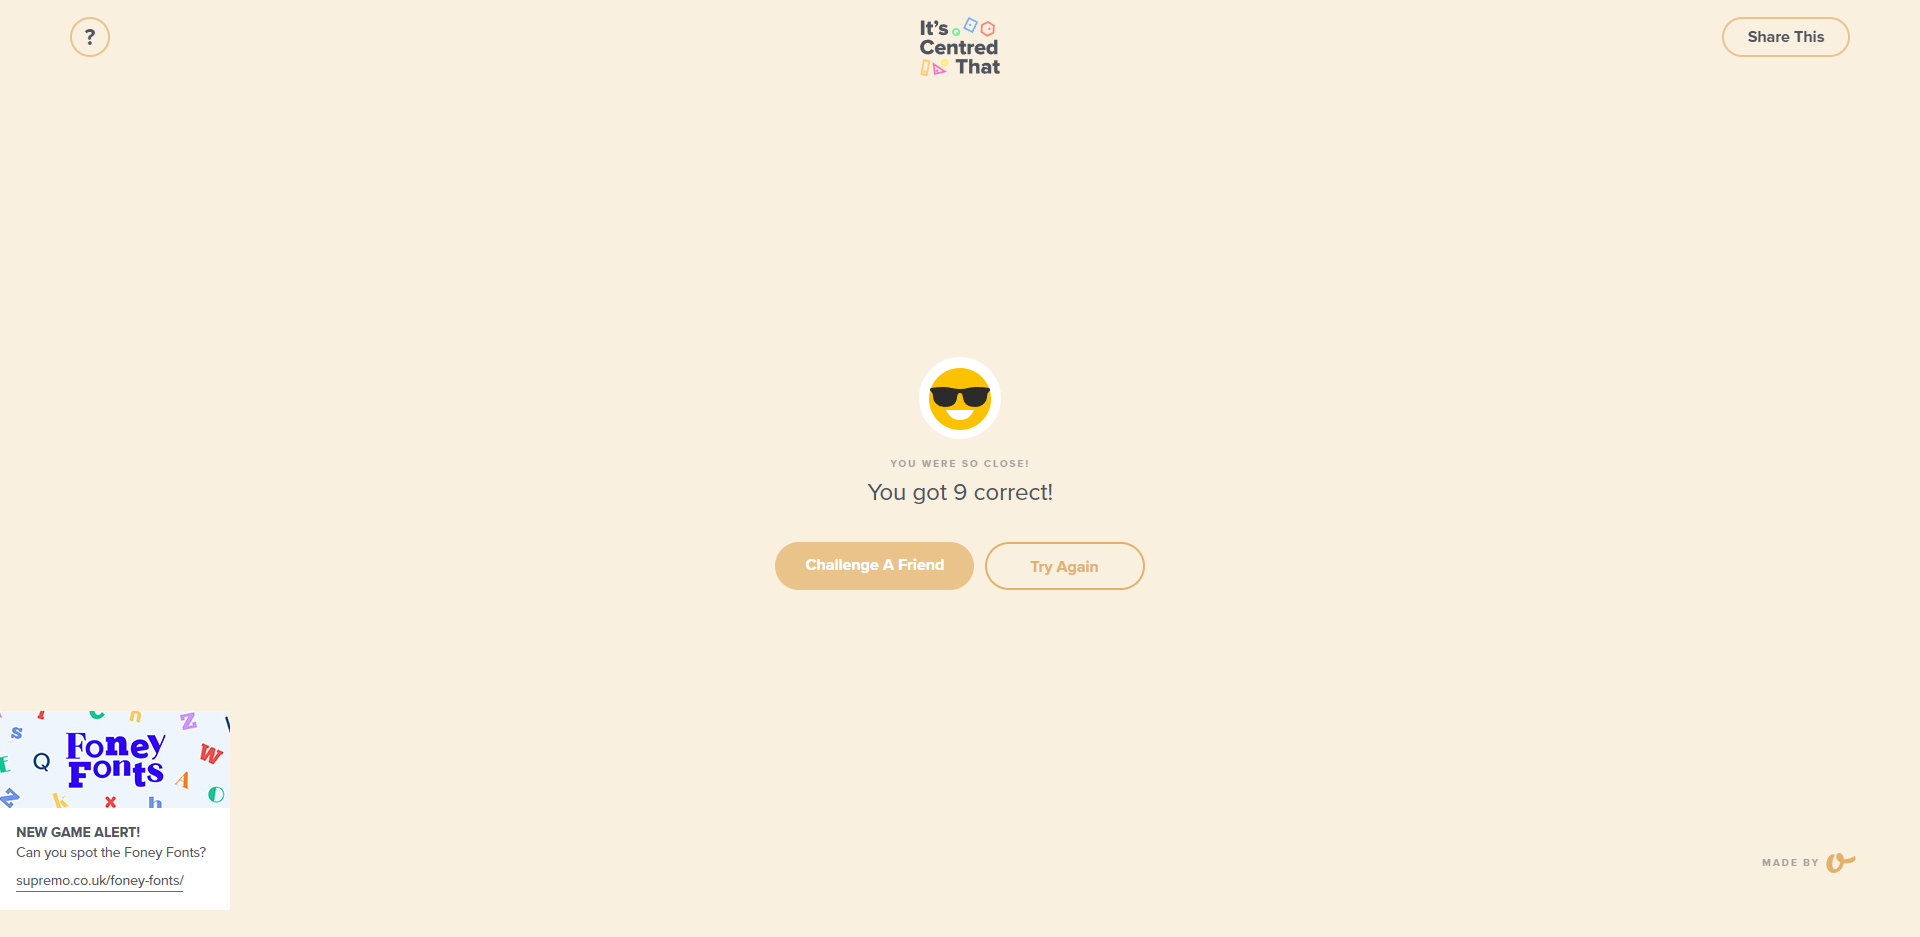 ?
It's
Centred
That
Share This
YOU WERE SO CLOSE!
You got 9 correct!
Challenge A Friend
Try Again
Foney
Fonts
NEW GAME ALERT!
Can you spot the Foney Fonts?
supremo.co.uk/foney-fonts/
MADE BY